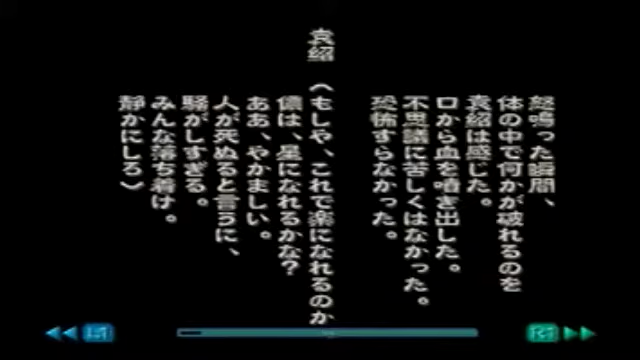 怒鳴った瞬間、
体の中で何かが破れるのを
袁紹は感じた。
口から血を噴き出した。
不思議に苦しくはなかった。
恐怖すらなかった。
袁紹（もしや、これで楽になれるのか
儂は、星になれるかな？
ああ、やかましい。
人が死ぬると言うに、
騒がしすぎる。
みんな落ち着け。
静かにしろ）
L1
R1